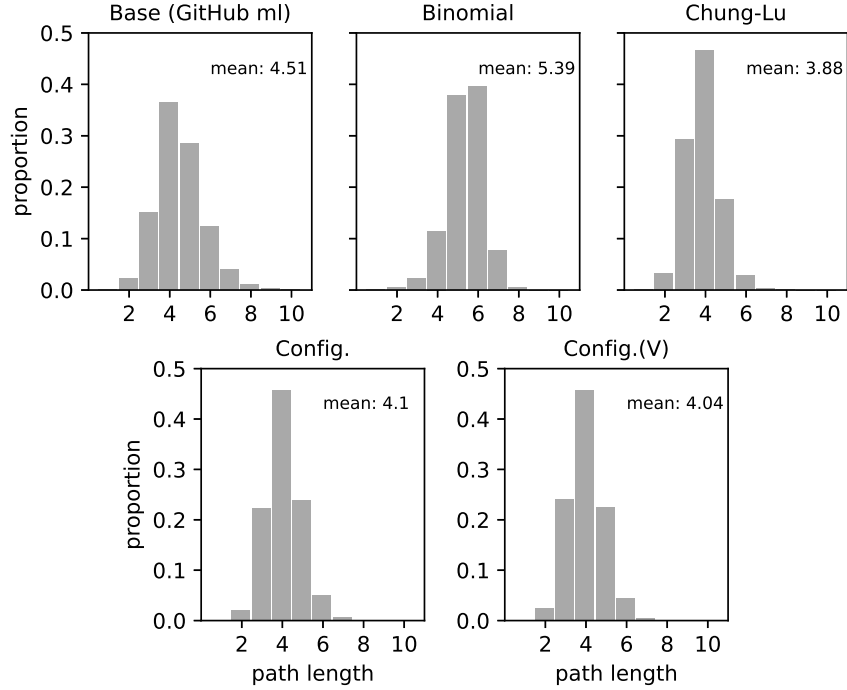 Base (GitHub ml)
Binomial
Chung-Lu
proportion
0.5
0.4
0.3
0.2
0.1
0.0
mean: 4.51
mean: 5.39
mean: 3.88
2 4 6 8 10
2 4 6 8 10
2 4 6 8 10
Config.
Config.(V)
proportion
0.5
0.4
0.3
0.2
0.1
0.0
mean: 4.1
0.5
0.4
0.3
0.2
0.1
0.0
mean: 4.04
2 4 6 8 10
2 4 6 8 10
path length
path length